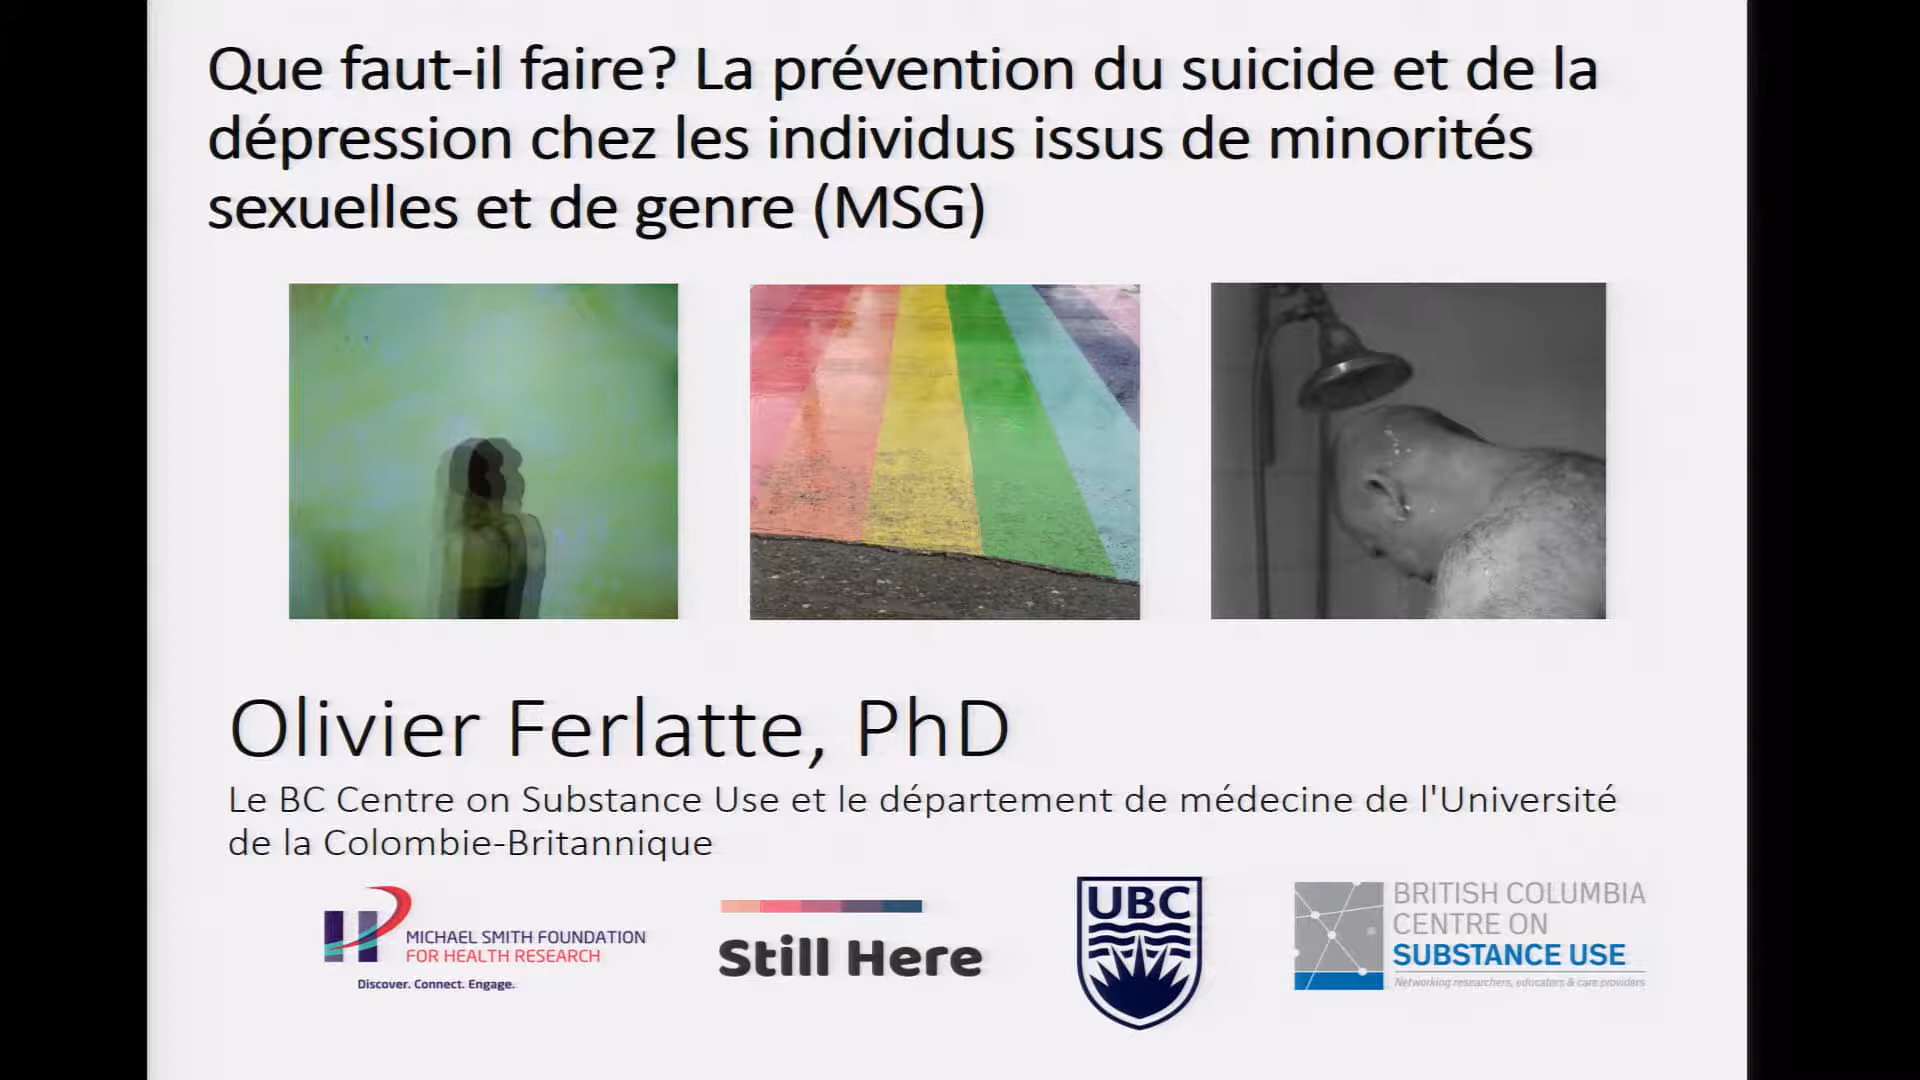 Que faut-il faire? La prévention du suicide et de la
dépression chez les individus issus de minorités
sexuelles et de genre (MSG)
Olivier Ferlatte, PhD
Le BC Centre on Substance Use et le département de médecine de l'Université
de la Colombie-Britannique
MICHAEL SMITH FOUNDATION
FOR HEALTH RESEARCH
Discover. Connect. Engage.
Still Here
UBC
BRITISH COLUMBIA
CENTRE ON
SUBSTANCE USE
Networking researchers, educators & care providers